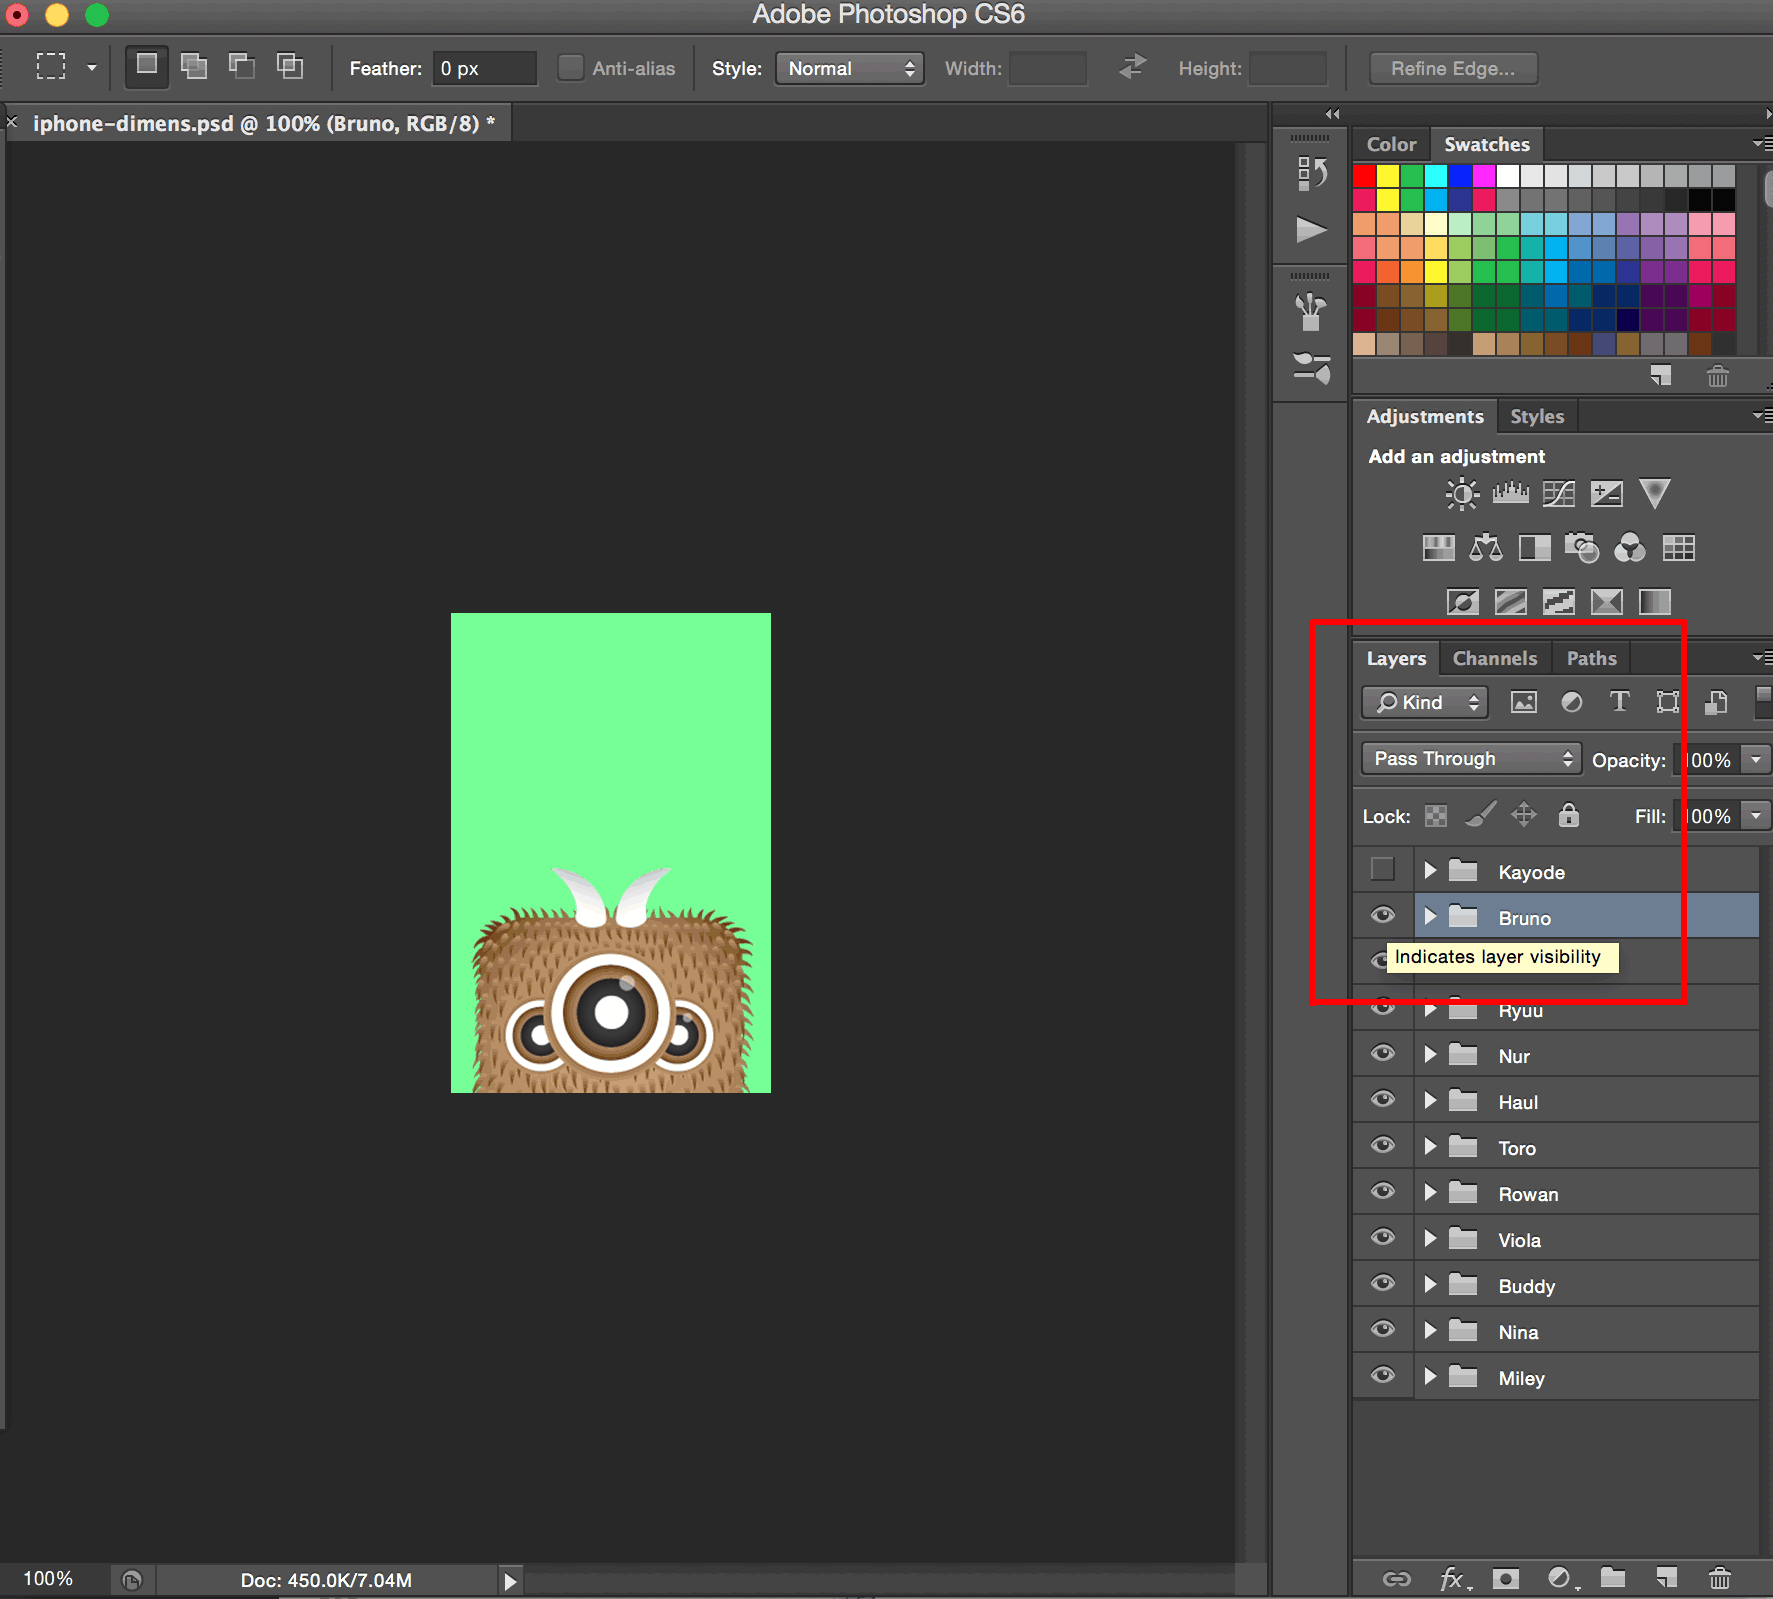 Adobe Photoshop CS6
Feather: 0 px Anti-alias Style: Normal Width: Height: Refine Edge...
iphone-dimens.psd @ 100% (Bruno, RGB/8) *
Color Swatches
Adjustments Styles
Add an adjustment
Layers Channels Paths
Kind
Pass Through Opacity: 100%
Lock: Fill: 100%
Kayode
Bruno
Indicates layer visibility
Ryuu
Nur
Haul
Toro
Rowan
Viola
Buddy
Nina
Miley
100% Doc: 450.0K/7.04M
fx